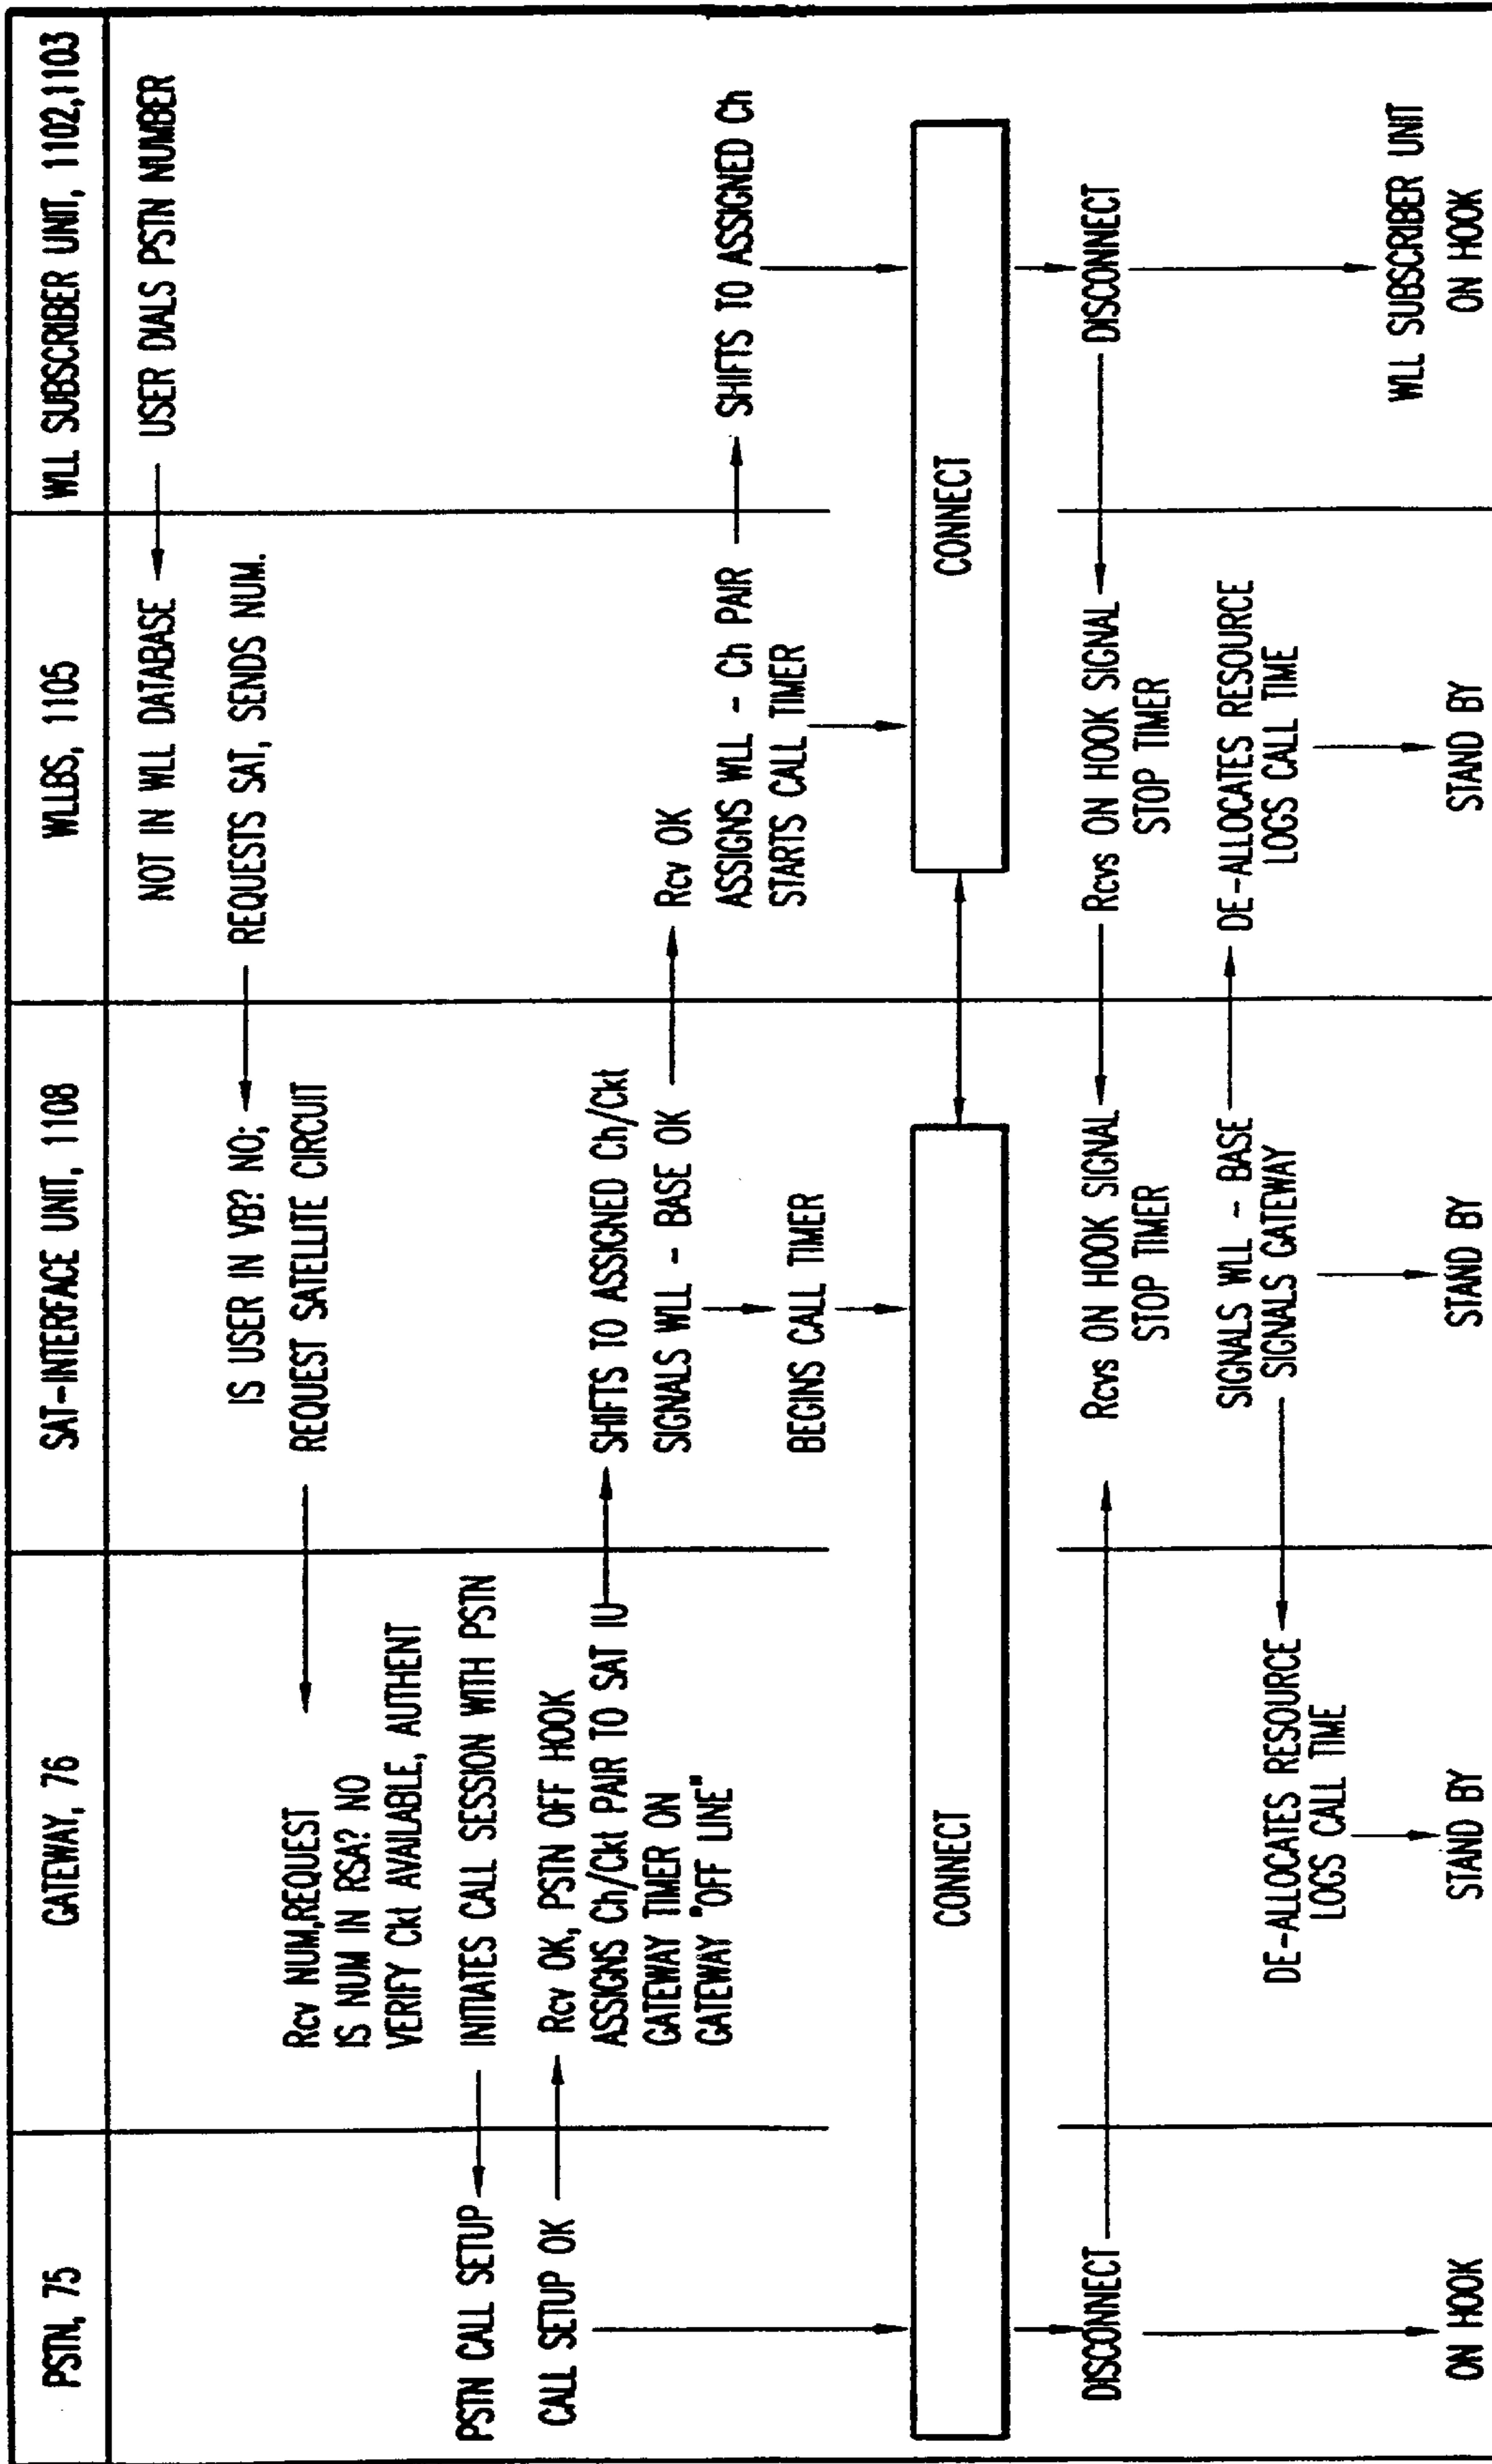 PSTN, 75
GATEWAY, 76
SAT-INTERFACE UNIT, 1108
WLLBS, 1105
WLL SUBSCRIBER UNIT, 1102,1103
USER DIALS PSTN NUMBER
NOT IN WLL DATABASE
REQUESTS SAT, SENDS NUM.
IS USER IN VB? NO;
REQUEST SATELLITE CIRCUIT
Rcv NUM,REQUEST
IS NUM IN RSA? NO
VERIFY Ckt AVAILABLE, AUTHENT
INITIATES CALL SESSION WITH PSTN
PSTN CALL SETUP
CALL SETUP OK
Rcv OK, PSTN OFF HOOK
ASSIGNS Ch/Ckt PAIR TO SAT IU
GATEWAY TIMER ON
GATEWAY "OFF LINE"
SHIFTS TO ASSIGNED Ch/Ckt
SIGNALS WLL - BASE OK
BEGINS CALL TIMER
Rcv OK
ASSIGNS WLL - Ch PAIR
STARTS CALL TIMER
SHIFTS TO ASSIGNED Ch
CONNECT
CONNECT
DISCONNECT
Rcvs ON HOOK SIGNAL
STOP TIMER
Rcvs ON HOOK SIGNAL
STOP TIMER
DISCONNECT
DE-ALLOCATES RESOURCE
LOGS CALL TIME
SIGNALS WLL - BASE
SIGNALS GATEWAY
DE-ALLOCATES RESOURCE
LOGS CALL TIME
ON HOOK
STAND BY
STAND BY
STAND BY
WLL SUBSCRIBER UNIT
ON HOOK